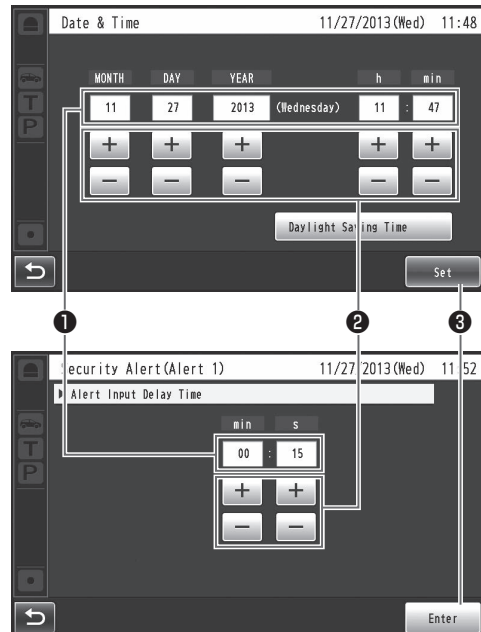 Date & Time 11/27/2013(Wed) 11:48
MONTH DAY YEAR h min
11 27 2013 (Wednesday) 11 : 47
+ + + + +
− − − − −
T
P
Daylight Saving Time
Set
❶ ❷ ❸
ecurity Alert(Alert 1) 11/27/2013(Wed) 11:52
Alert Input Delay Time
min s
00 : 15
+ +
− −
T
P
Enter